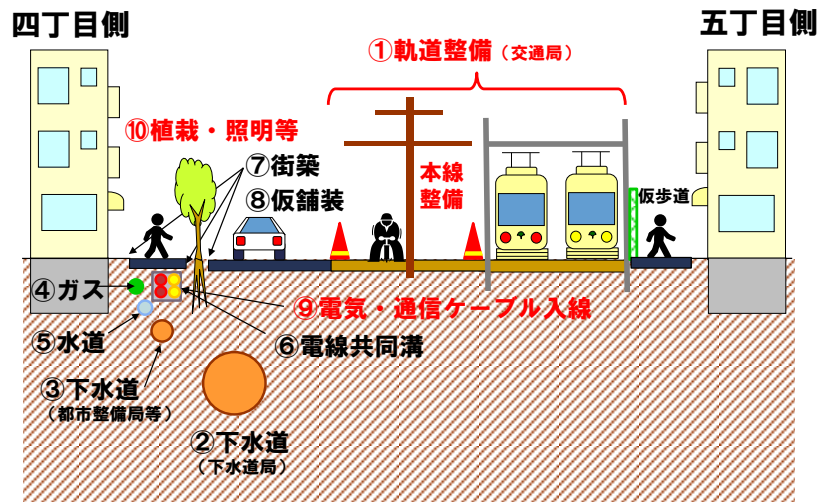 四丁目側
五丁目側
①軌道整備（交通局）
⑩植栽・照明等
⑦街築
⑧仮舗装
本線
整備
仮歩道
④ガス
⑨電気・通信ケーブル入線
⑤水道
⑥電線共同溝
③下水道
（都市整備局等）
②下水道
（下水道局）